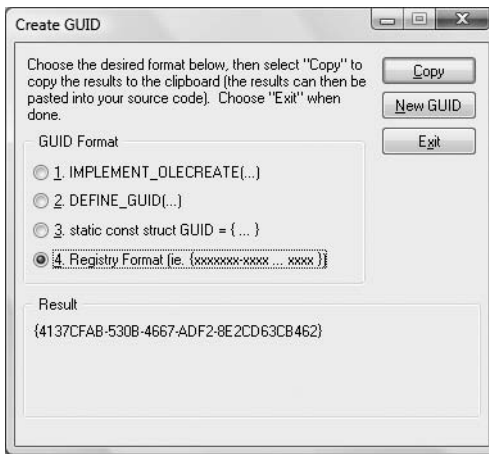 Create GUID
Choose the desired format below, then select "Copy" to
copy the results to the clipboard (the results can then be
pasted into your source code). Choose "Exit" when
done.
Copy
New GUID
Exit
GUID Format
1. IMPLEMENT_OLECREATE(...)
2. DEFINE_GUID(...)
3. static const struct GUID = { ... }
4. Registry Format (ie. {xxxxxxx-xxxx ... xxxx })
Result
{4137CFAB-530B-4667-ADF2-8E2CD63CB462}